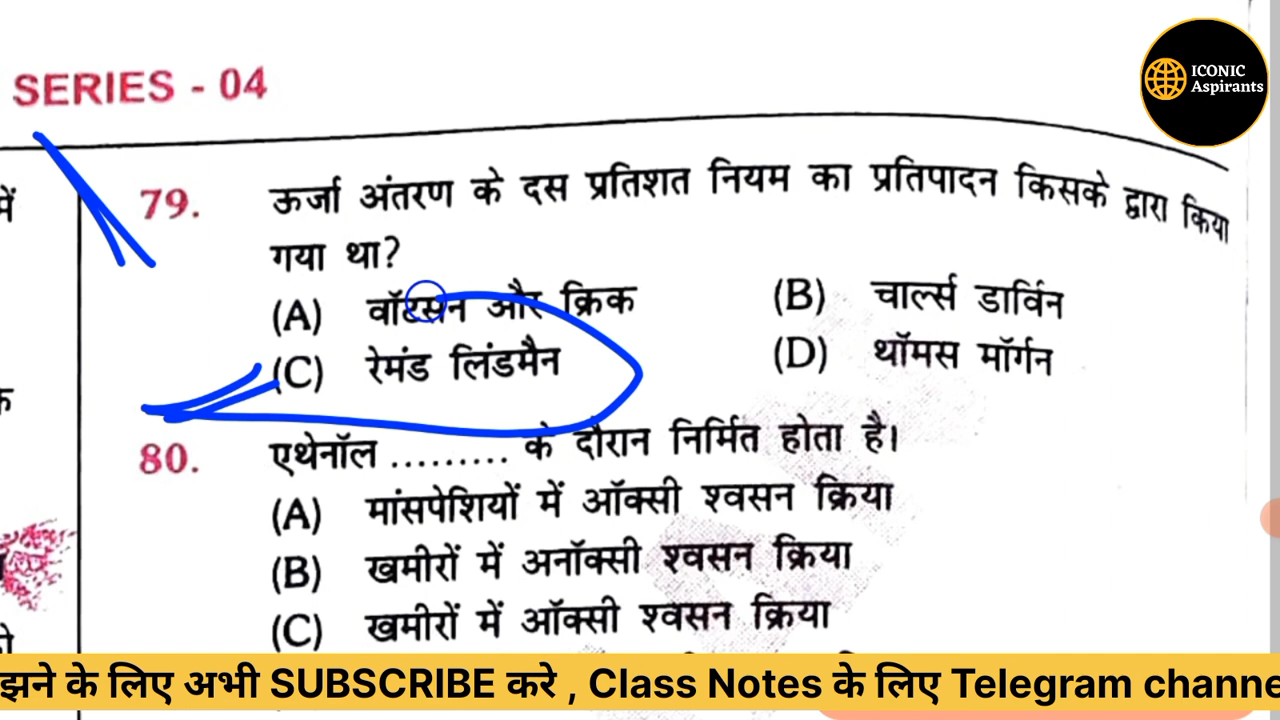 SERIES - 04
ICONIC
Aspirants
79. ऊर्जा अंतरण के दस प्रतिशत नियम का प्रतिपादन किसके द्वारा किया
गया था?
(A) वॉटसन और क्रिक (B) चार्ल्स डार्विन
(C) रेमंड लिंडमैन (D) थॉमस मॉर्गन
80. एथेनॉल ......... के दौरान निर्मित होता है।
(A) मांसपेशियों में ऑक्सी श्वसन क्रिया
(B) खमीरों में अनॉक्सी श्वसन क्रिया
(C) खमीरों में ऑक्सी श्वसन क्रिया
झने के लिए अभी SUBSCRIBE करे , Class Notes के लिए Telegram channe